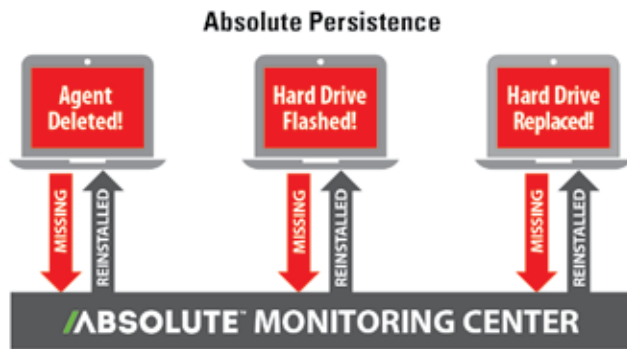 Absolute Persistence
Agent
Deleted!
Hard Drive
Flashed!
Hard Drive
Replaced!
MISSING
REINSTALLED
MISSING
REINSTALLED
MISSING
REINSTALLED
ABSOLUTE™ MONITORING CENTER